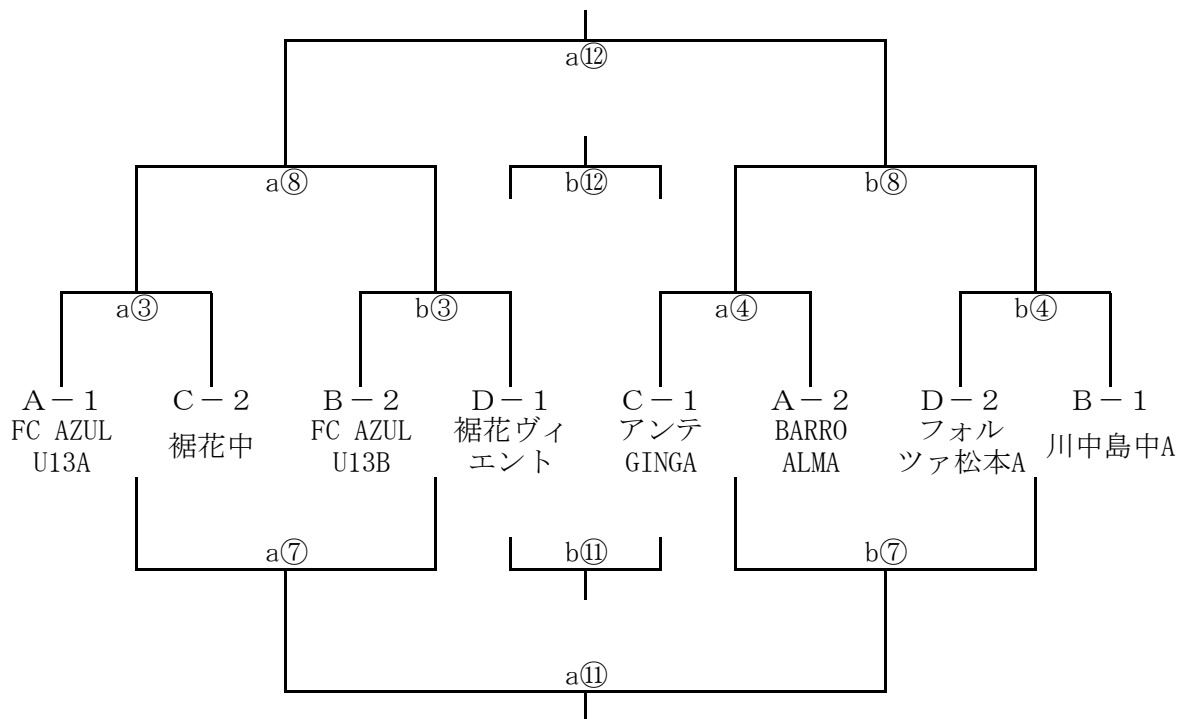 a⑫
a⑧ b⑫ b⑧
a③ b③ a④ b④
A－1 C－2 B－2 D－1 C－1 A－2 D－2 B－1
FC AZUL U13A 裾花中 FC AZUL U13B 裾花ヴィエント アンテ GINGA BARRO ALMA フォルツァ松本A 川中島中A
a⑦ b⑪ b⑦
a⑪